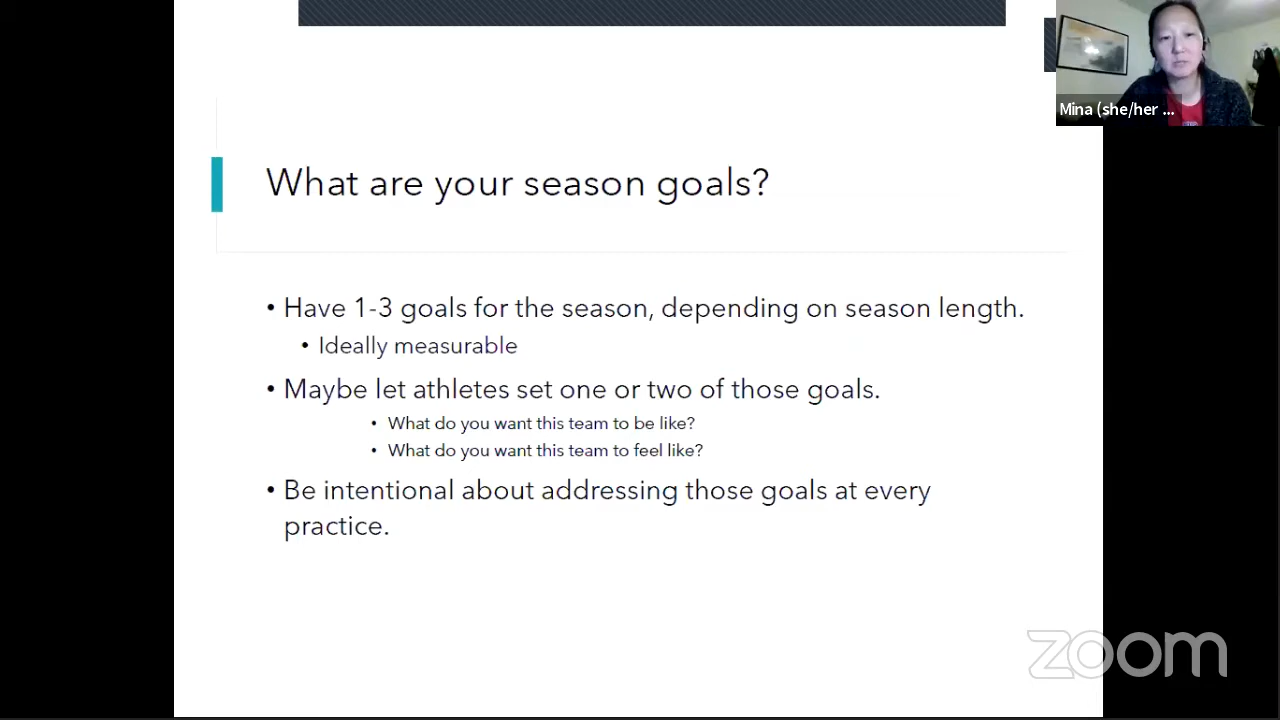 Mina (she/her ...
What are your season goals?
• Have 1-3 goals for the season, depending on season length.
• Ideally measurable
• Maybe let athletes set one or two of those goals.
• What do you want this team to be like?
• What do you want this team to feel like?
• Be intentional about addressing those goals at every
practice.
zoom